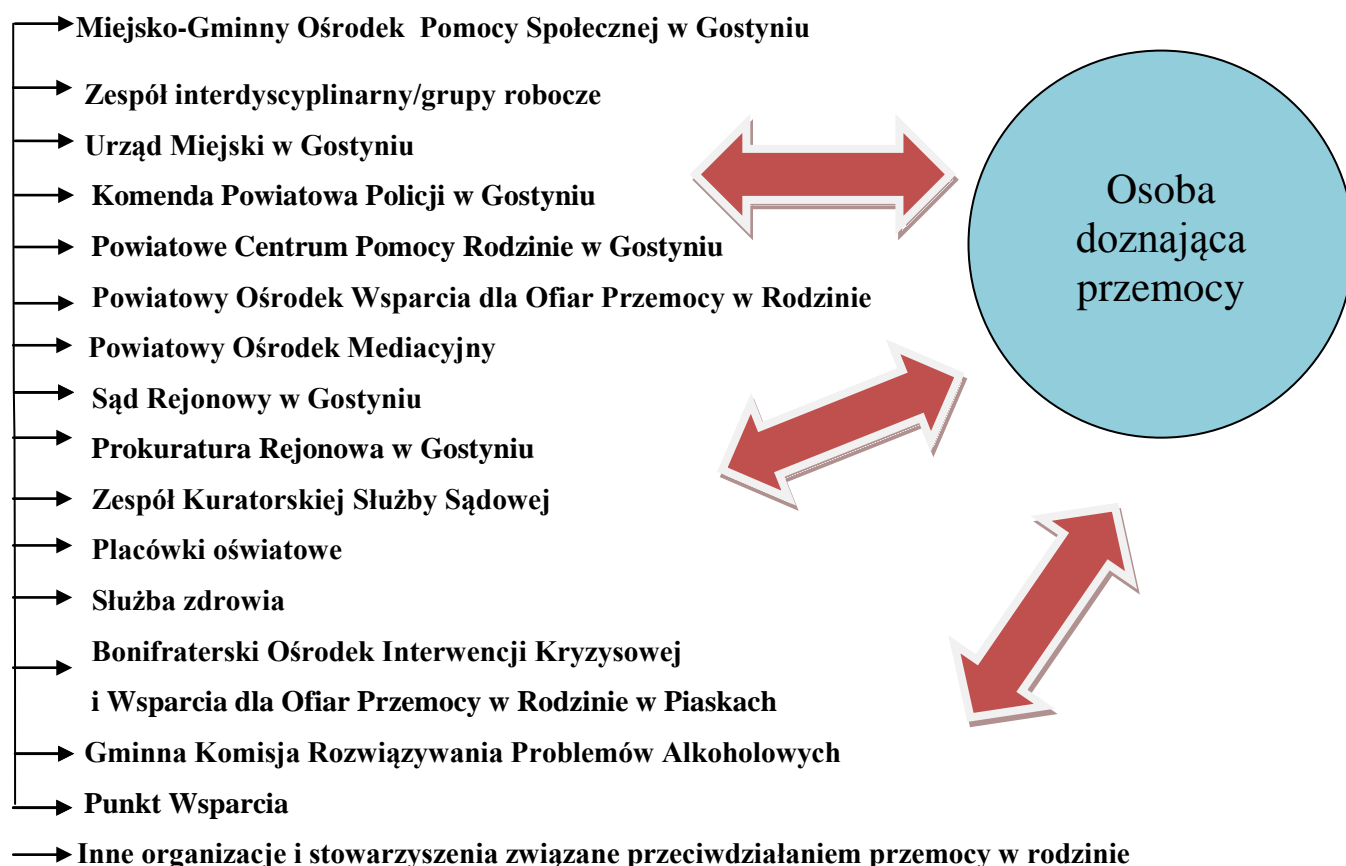 Miejsko-Gminny Ośrodek Pomocy Społecznej w Gostyniu
Zespół interdyscyplinarny/grupy robocze
Urząd Miejski w Gostyniu
Komenda Powiatowa Policji w Gostyniu
Powiatowe Centrum Pomocy Rodzinie w Gostyniu
Powiatowy Ośrodek Wsparcia dla Ofiar Przemocy w Rodzinie
Powiatowy Ośrodek Mediacyjny
Sąd Rejonowy w Gostyniu
Prokuratura Rejonowa w Gostyniu
Zespół Kuratorskiej Służby Sądowej
Placówki oświatowe
Służba zdrowia
Bonifraterski Ośrodek Interwencji Kryzysowej
i Wsparcia dla Ofiar Przemocy w Rodzinie w Piaskach
Gminna Komisja Rozwiązywania Problemów Alkoholowych
Punkt Wsparcia
Inne organizacje i stowarzyszenia związane przeciwdziałaniem przemocy w rodzinie
Osoba
doznająca
przemocy